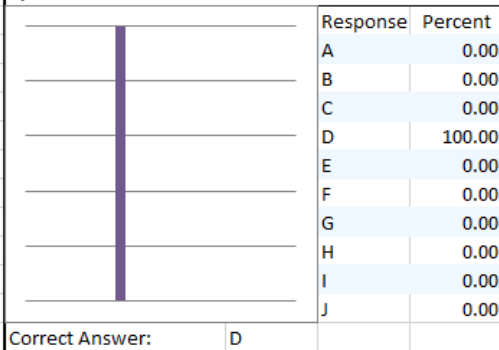 Response Percent
A 0.00
B 0.00
C 0.00
D 100.00
E 0.00
F 0.00
G 0.00
H 0.00
I 0.00
J 0.00
Correct Answer: D